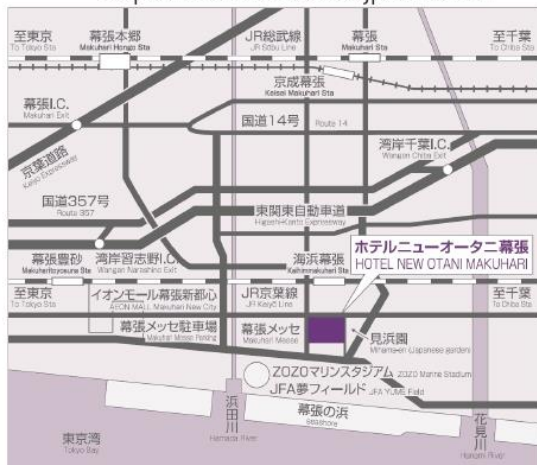 至東京
To Tokyo Sta
幕張本郷
Makuhari Hongo Sta
JR総武線
JR Sobu Line
幕張
Makuhari Sta
至千葉
To Chiba Sta
京成幕張
Keisei Makuhari Sta
幕張I.C.
Makuhari Exit
国道14号 Route 14
湾岸千葉I.C.
Wangan Chiba Exit
京葉道路
Keiyo Expressway
国道357号
Route 357
東関東自動車道
Higashi-Kanto Expressway
ホテルニューオータニ幕張
HOTEL NEW OTANI MAKUHARI
幕張豊砂
Makuharitoyosuna Sta
湾岸習志野I.C.
Wangan Narashino Exit
海浜幕張
Kaihimmakuhari Sta
至東京
To Tokyo Sta
イオンモール幕張新都心
AEON MALL Makuhari New City
JR京葉線
JR Keiyō Line
至千葉
To Chiba Sta
幕張メッセ駐車場
Makuhari Messe Parking
幕張メッセ
Makuhari Messe
見浜園
Mihama-en (Japanese garden)
ZOZOマリンスタジアム ZOZO Marine Stadium
JFA夢フィールド JFA YUME Field
浜田川
Hamada River
幕張の浜
Seashore
花見川
Hanami River
東京湾
Tokyo Bay